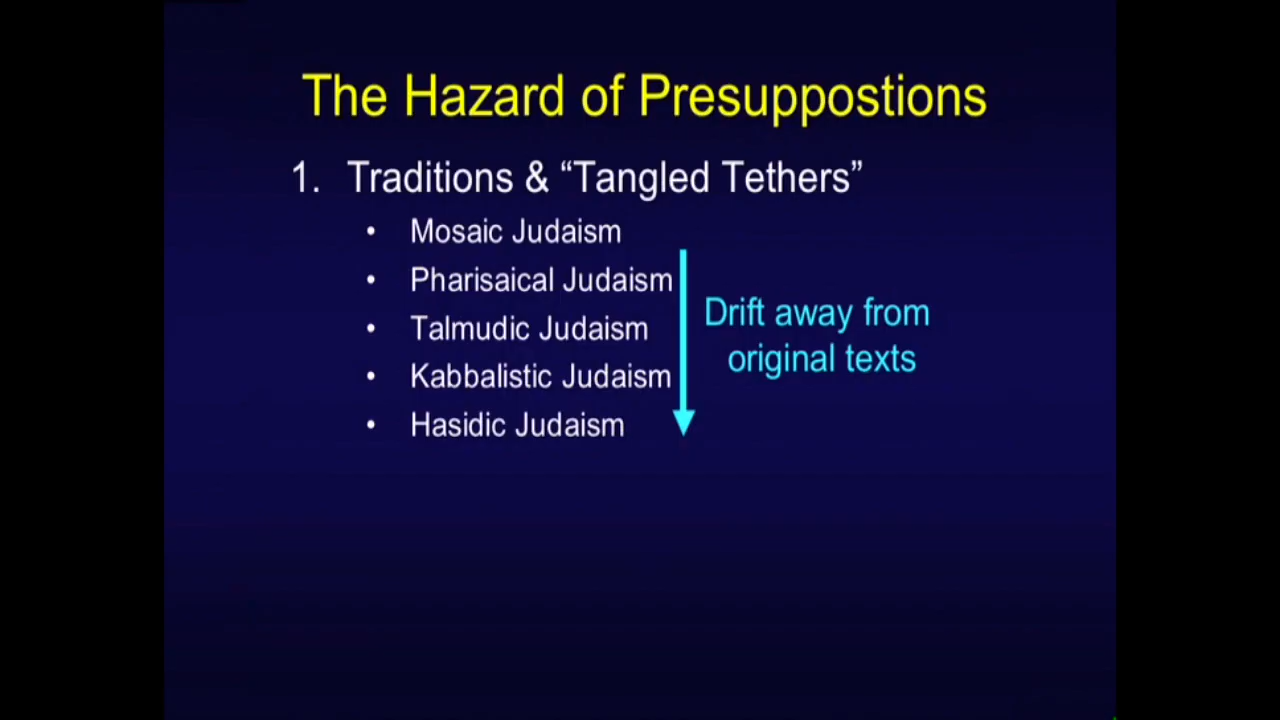 The Hazard of Presuppostions
1. Traditions & “Tangled Tethers”
• Mosaic Judaism
• Pharisaical Judaism
• Talmudic Judaism
• Kabbalistic Judaism
• Hasidic Judaism
Drift away from
original texts